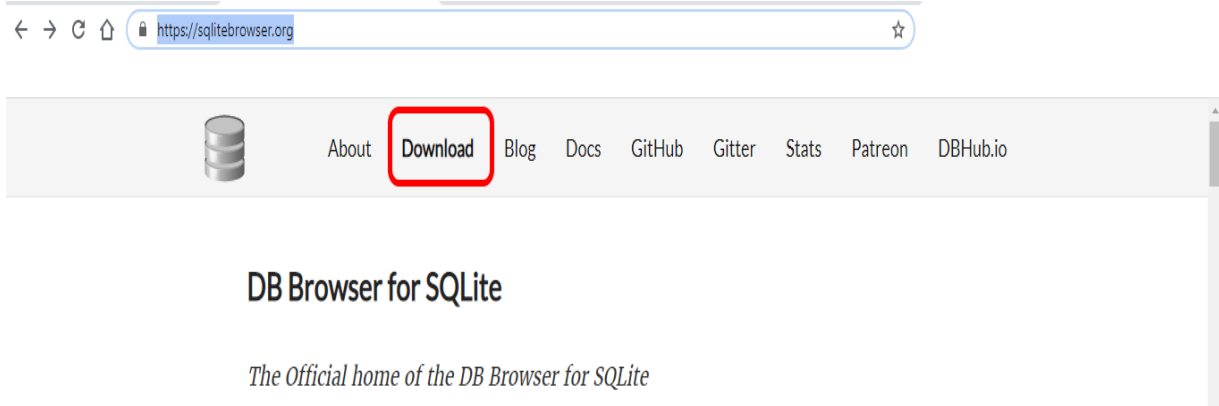 https://sqlitebrowser.org
About Download Blog Docs GitHub Gitter Stats Patreon DBHub.io
DB Browser for SQLite
The Official home of the DB Browser for SQLite